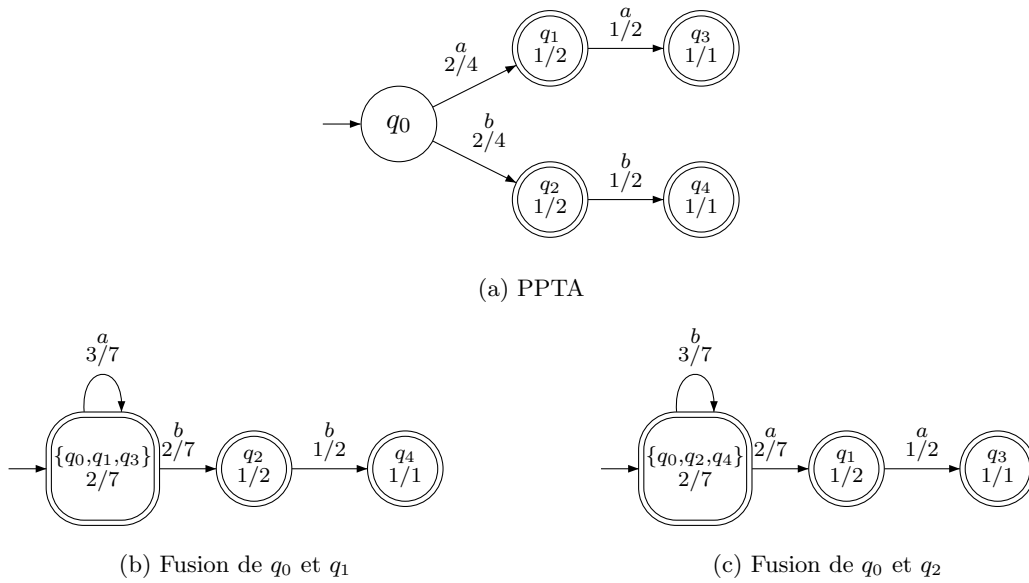 a
2/4
q₁
1/2
a
1/2
q₃
1/1
q₀
b
2/4
q₂
1/2
b
1/2
q₄
1/1
(a) PPTA
a
3/7
{q₀,q₁,q₃}
2/7
b
2/7
q₂
1/2
b
1/2
q₄
1/1
(b) Fusion de q₀ et q₁
b
3/7
{q₀,q₂,q₄}
2/7
a
2/7
q₁
1/2
a
1/2
q₃
1/1
(c) Fusion de q₀ et q₂